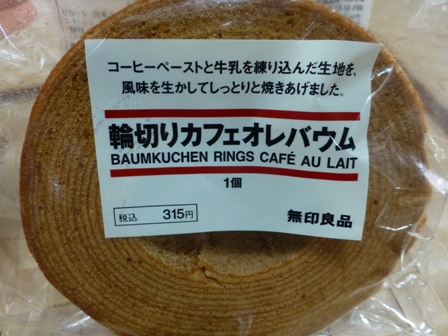 コーヒーペーストと牛乳を練り込んだ生地を、
風味を生かしてしっとりと焼きあげました。
輪切りカフェオレバウム
BAUMKUCHEN RINGS CAFÉ AU LAIT
1個
税込 315円
無印良品